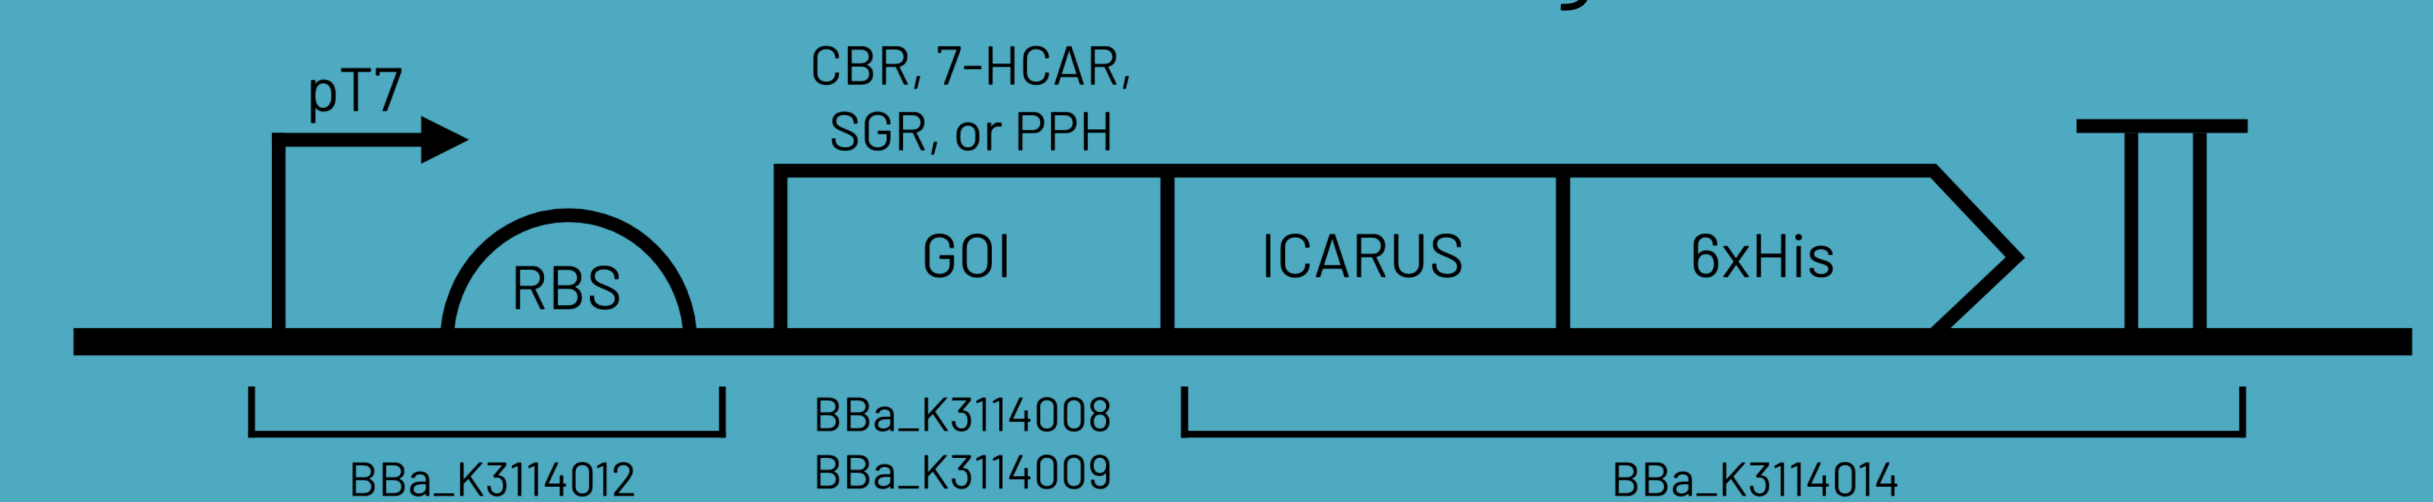 CBR, 7-HCAR,
SGR, or PPH
pT7
RBS
GOI
ICARUS
6xHis
BBa_K3114012
BBa_K3114008
BBa_K3114009
BBa_K3114014